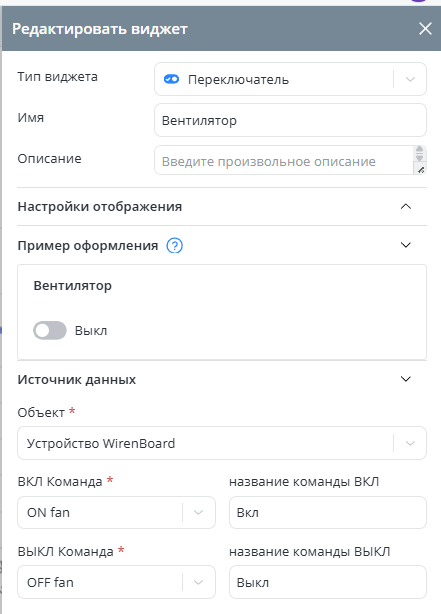 Редактировать виджет
Тип виджета Переключатель
Имя Вентилятор
Описание Введите произвольное описание
Настройки отображения
Пример оформления ?
Вентилятор
Выкл
Источник данных
Объект *
Устройство WirenBoard
ВКЛ Команда * название команды ВКЛ
ON fan Вкл
ВЫКЛ Команда * название команды ВЫКЛ
OFF fan Выкл